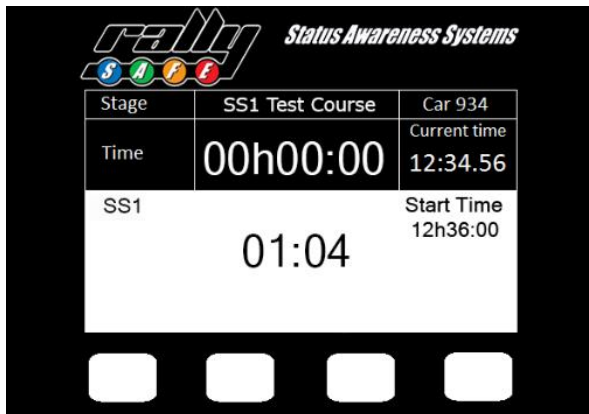 rally Status Awareness Systems
SAFE
Stage SS1 Test Course Car 934
Time 00h00:00 Current time
12:34.56
SS1 Start Time
12h36:00
01:04